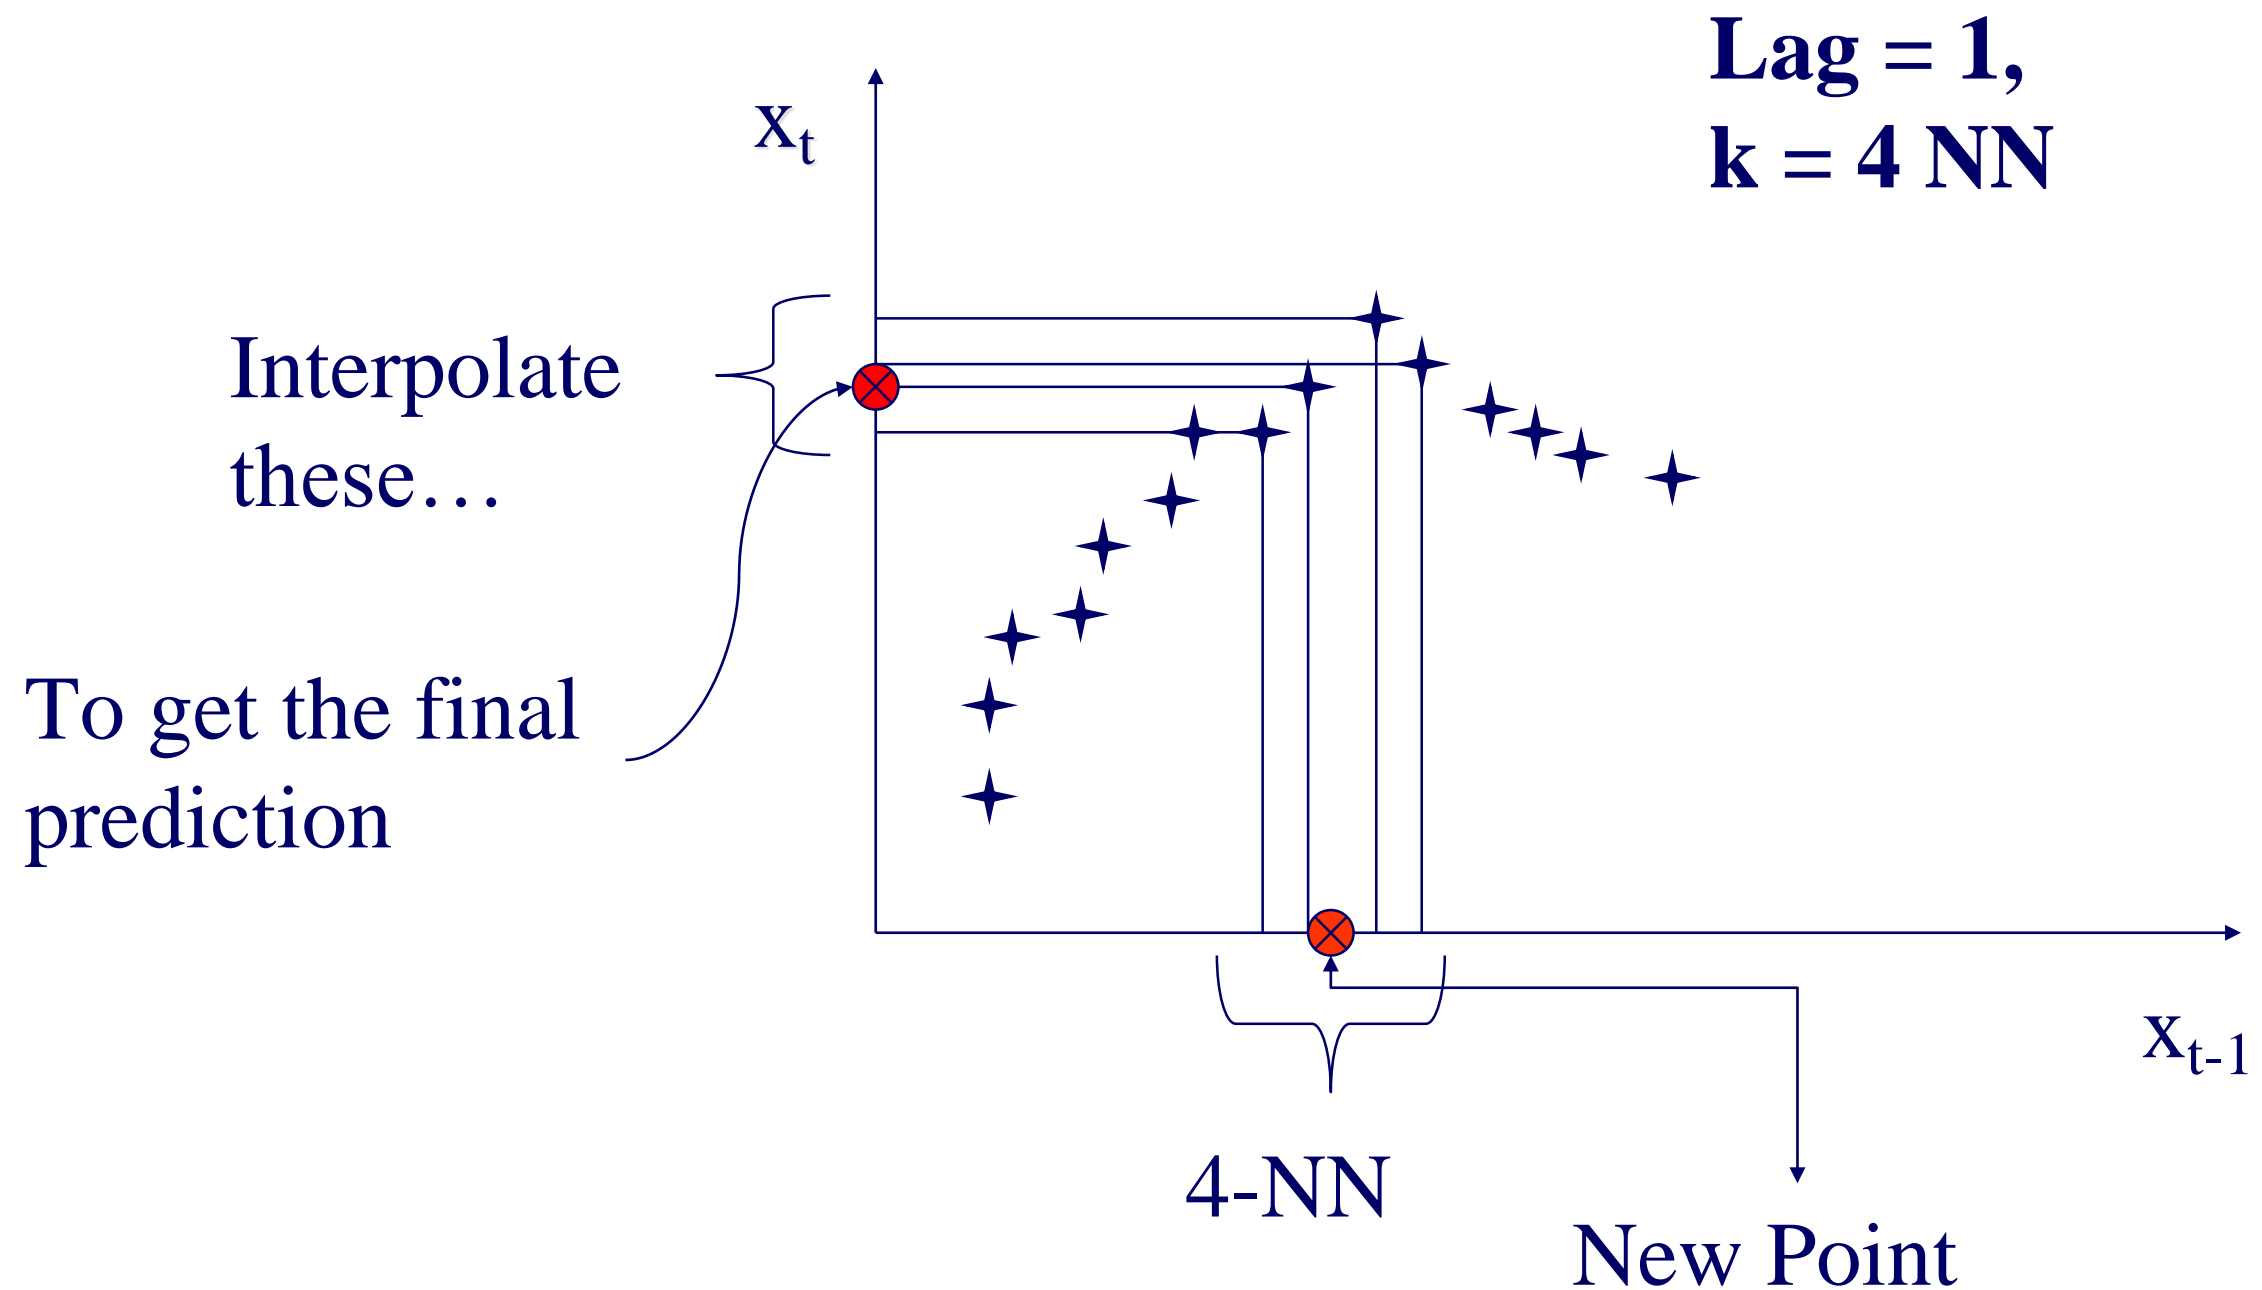 Lag = 1,
k = 4 NN
xₜ
Interpolate
these…
To get the final
prediction
xₜ₋₁
4-NN
New Point